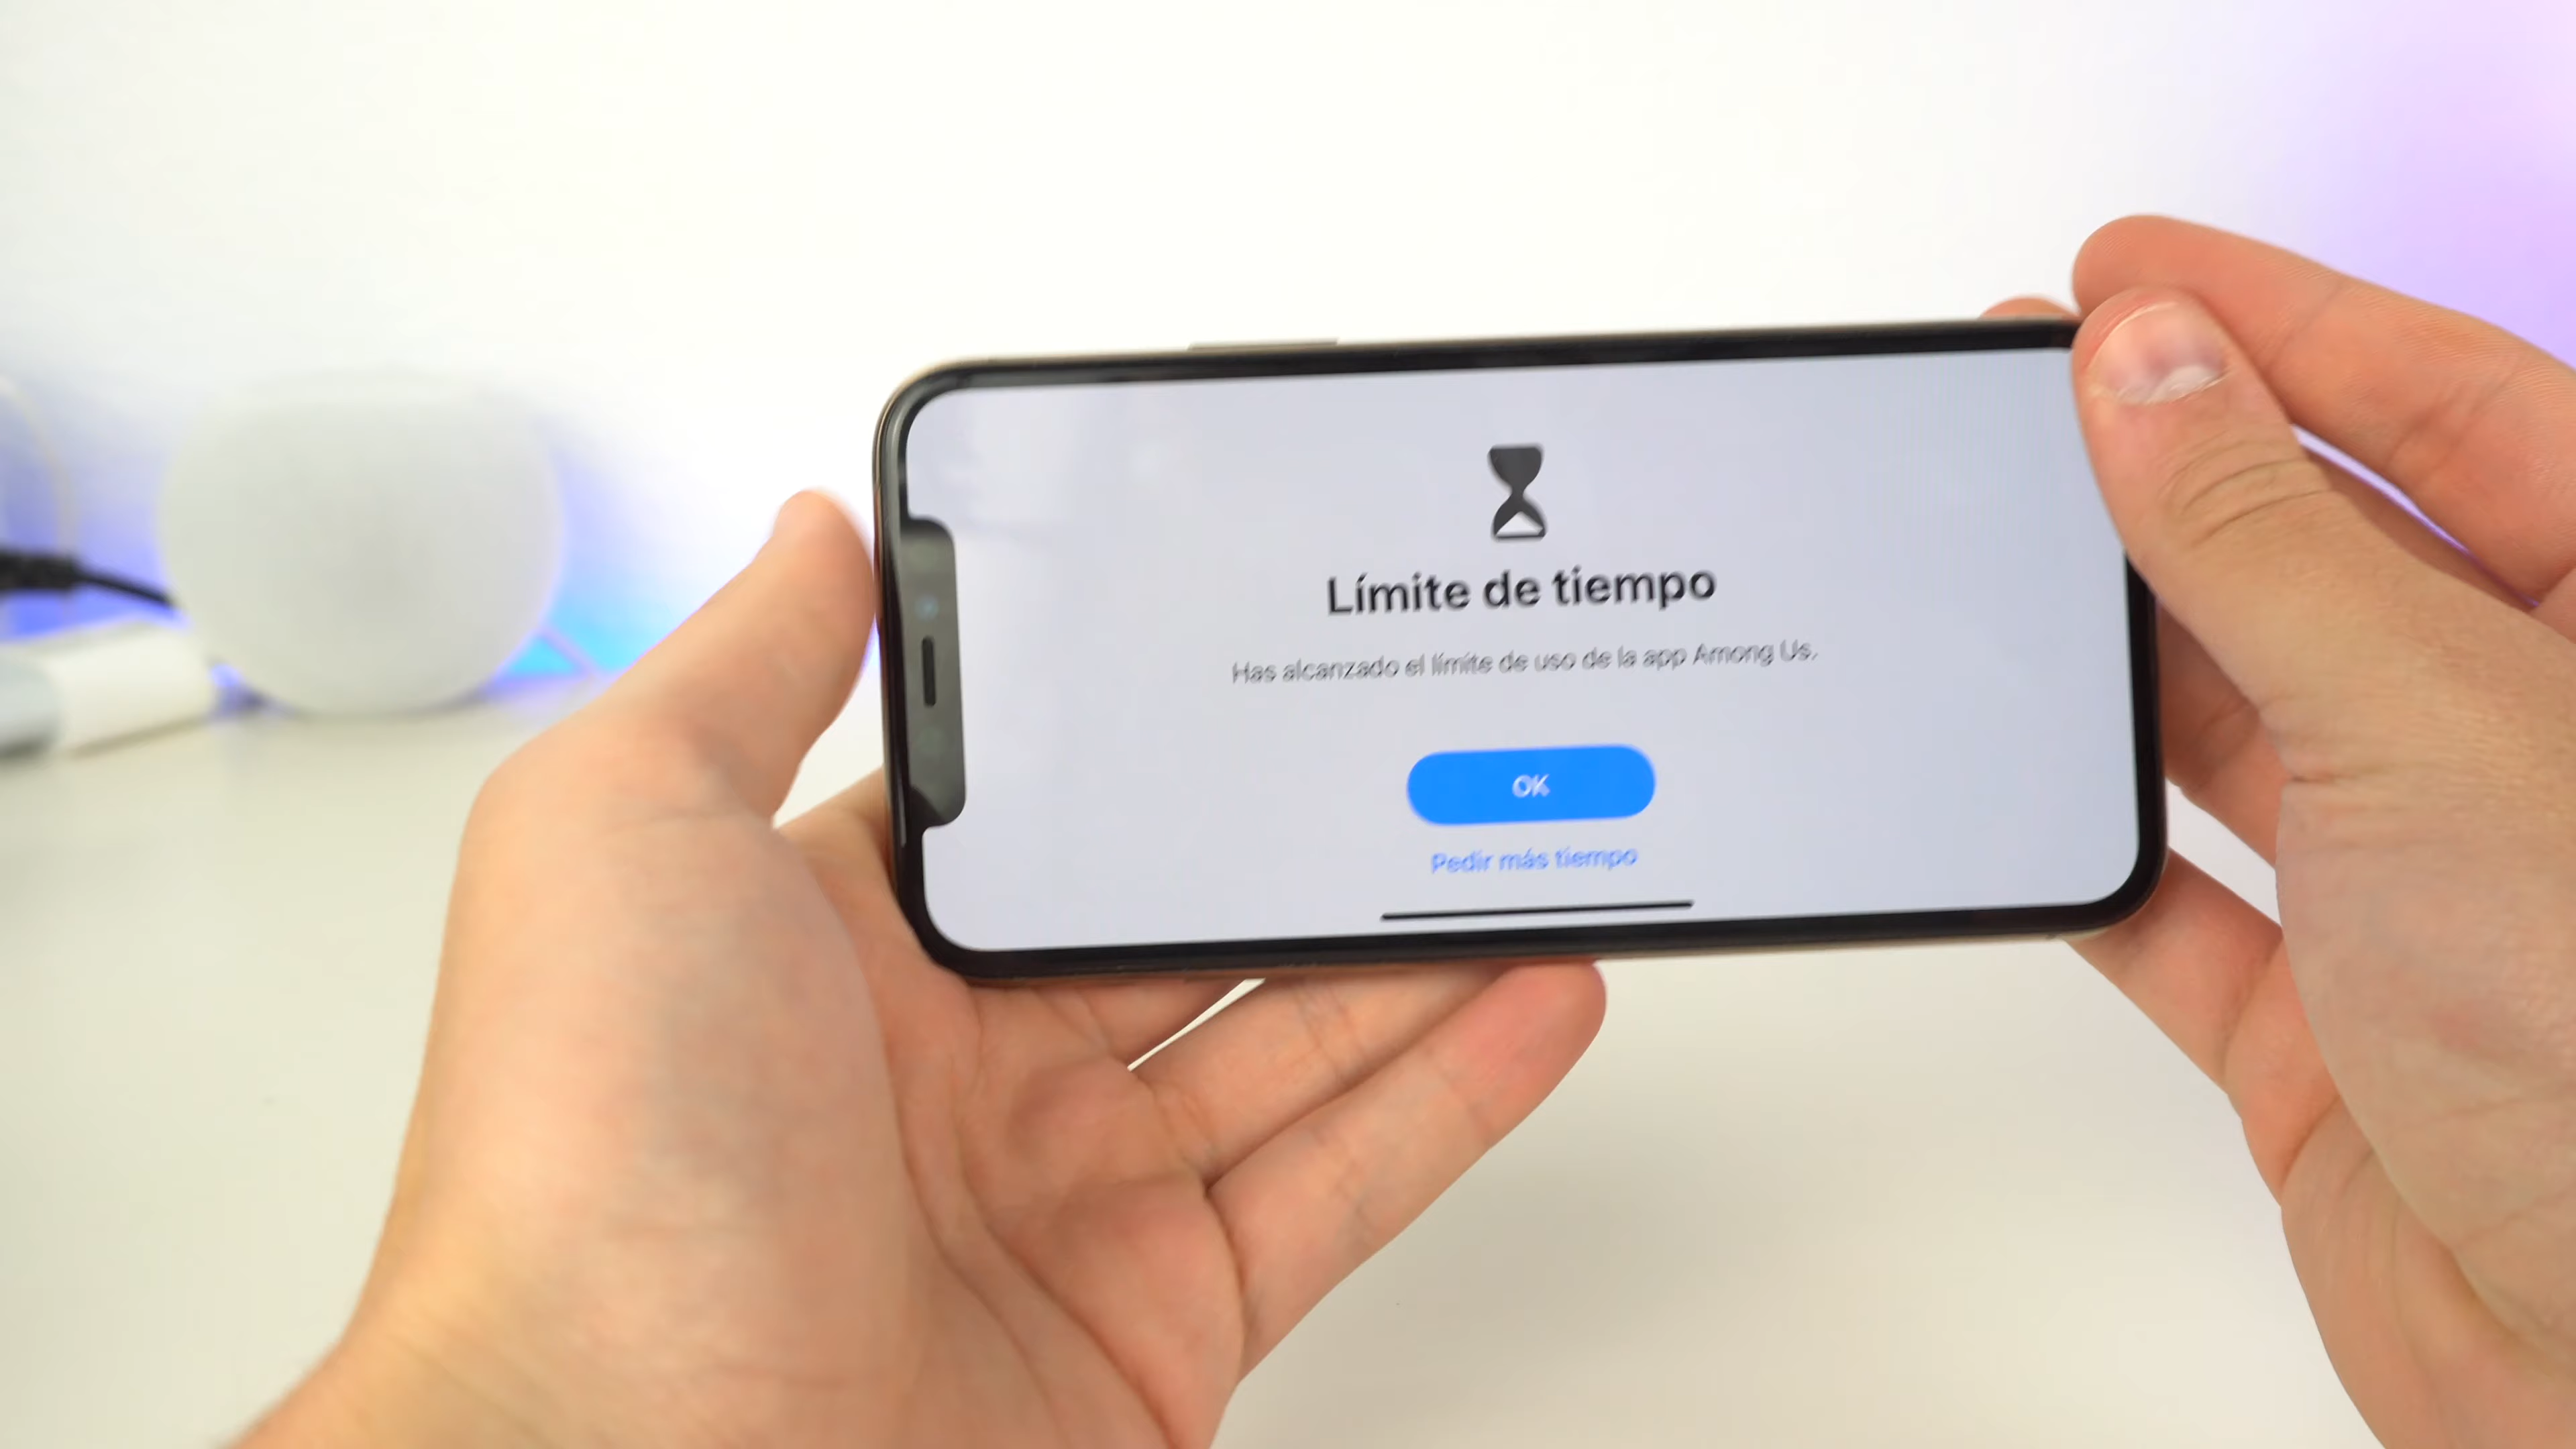 Límite de tiempo
Has alcanzado el límite de uso de la app Among Us.
OK
Pedir más tiempo